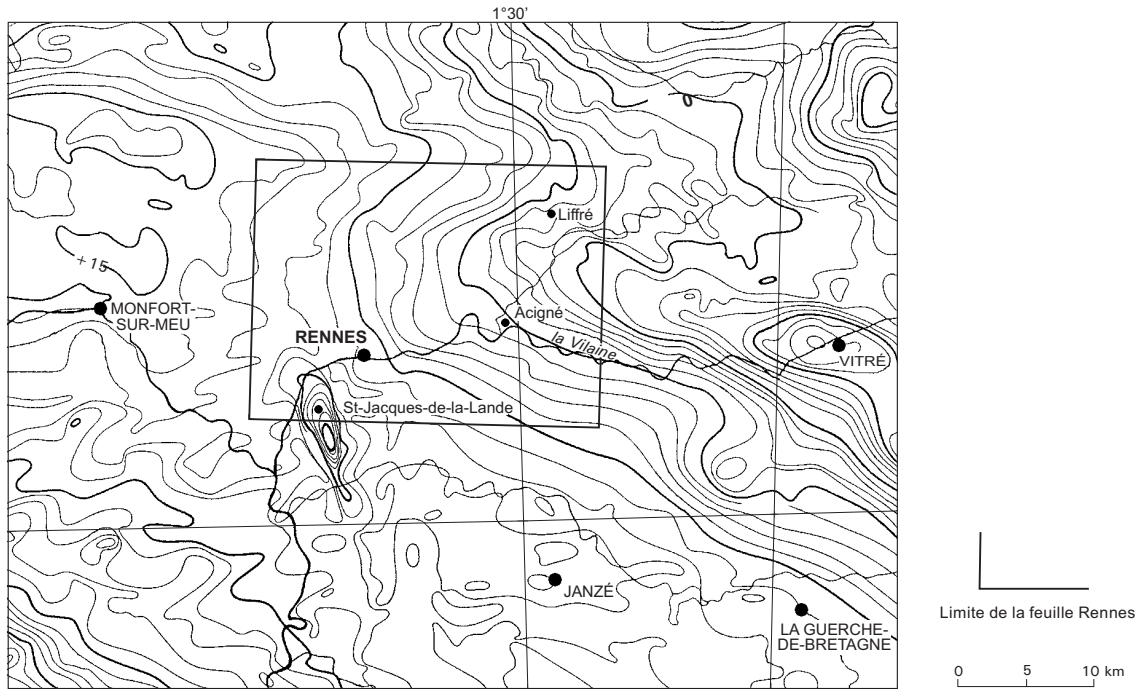 1°30’
0
Liffré
+15
MONFORT-
SUR-MEU
Acigné
RENNES
la Vilaine
VITRÉ
St-Jacques-de-la-Lande
JANZÉ
LA GUERCHE-
DE-BRETAGNE
Limite de la feuille Rennes
0 5 10 km